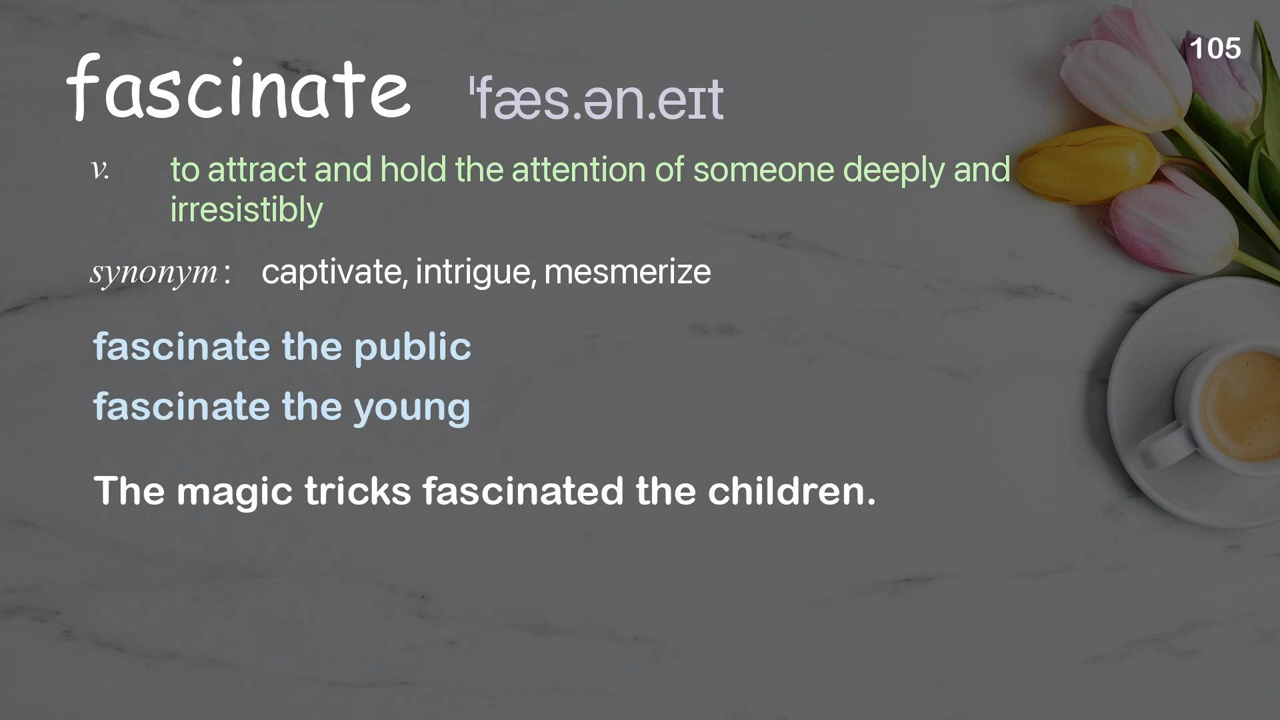 105
fascinate ˈfæs.ən.eɪt
v. to attract and hold the attention of someone deeply and
irresistibly
synonym: captivate, intrigue, mesmerize
fascinate the public
fascinate the young
The magic tricks fascinated the children.